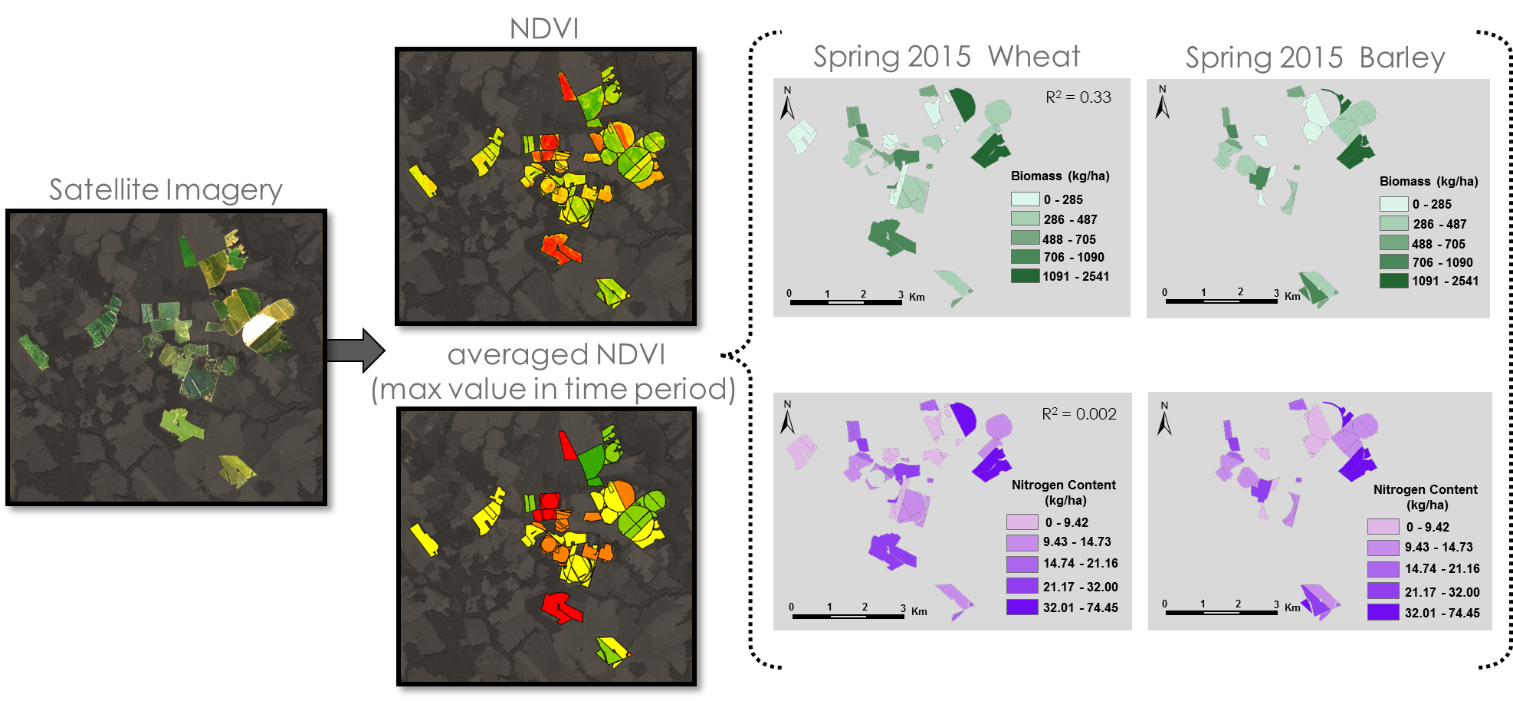 Satellite Imagery
NDVI
averaged NDVI
(max value in time period)
Spring 2015 Wheat
N
R² = 0.33
Biomass (kg/ha)
0 - 285
286 - 487
488 - 705
706 - 1090
1091 - 2541
0 1 2 3 Km
Spring 2015 Barley
N
Biomass (kg/ha)
0 - 285
286 - 487
488 - 705
706 - 1090
1091 - 2541
0 1 2 3 Km
N
R² = 0.002
Nitrogen Content
(kg/ha)
0 - 9.42
9.43 - 14.73
14.74 - 21.16
21.17 - 32.00
32.01 - 74.45
0 1 2 3 Km
N
Nitrogen Content
(kg/ha)
0 - 9.42
9.43 - 14.73
14.74 - 21.16
21.17 - 32.00
32.01 - 74.45
0 1 2 3 Km